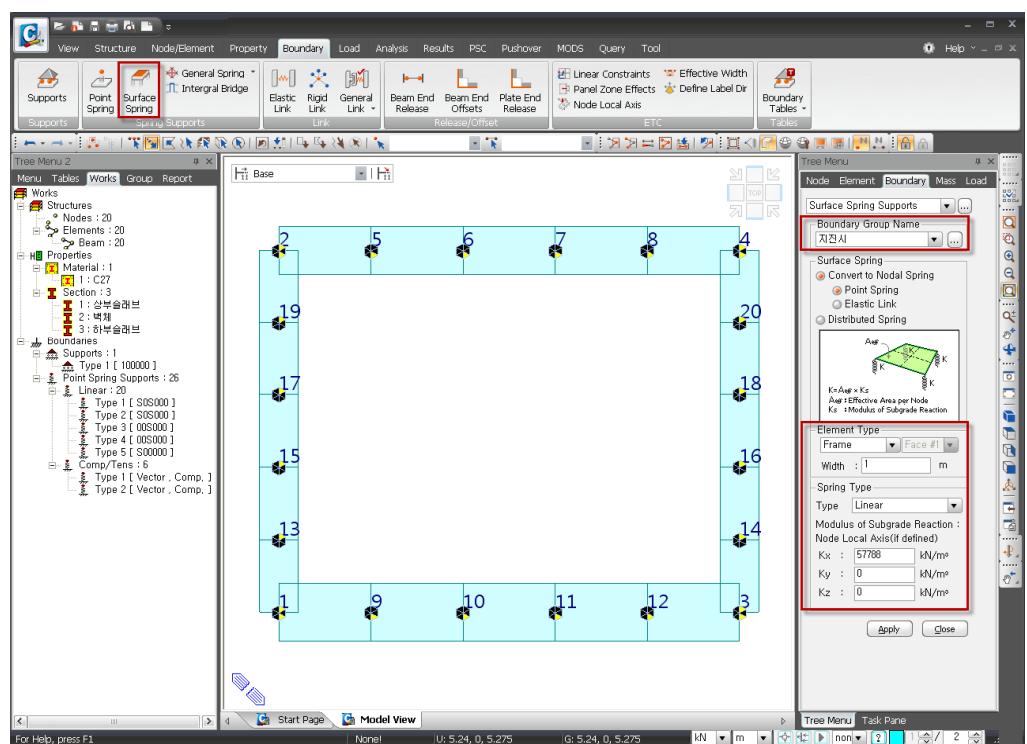 View Structure Node/Element Property Boundary Load Analysis Results PSC Pushover MODS Query Tool Help
Supports
Point Spring
Surface Spring
General Spring
Intergral Bridge
Elastic Link
Rigid Link
General Link
Beam End Release
Beam End Offsets
Plate End Release
Linear Constraints
Effective Width
Panel Zone Effects
Define Label Dir
Node Local Axis
Boundary Tables
Supports Spring Supports Link Release/Offset ETC Tables
Tree Menu 2
Menu Tables Works Group Report
Works
Structures
Nodes : 20
Elements : 20
Beam : 20
Properties
Material : 1
1 : C27
Section : 3
1 : 상부슬래브
2 : 벽체
3 : 하부슬래브
Boundaries
Supports : 1
Type 1 [ 100000 ]
Point Spring Supports : 26
Linear : 20
Type 1 [ S0S000 ]
Type 2 [ S0S000 ]
Type 3 [ 00S000 ]
Type 4 [ 00S000 ]
Type 5 [ S00000 ]
Comp/Tens : 6
Type 1 [ Vector , Comp, ]
Type 2 [ Vector , Comp, ]
Base
TOP
2 5 6 7 8 4
19 20
17 18
15 16
13 14
1 9 10 11 12 3
Start Page Model View
Tree Menu
Node Element Boundary Mass Load
Surface Spring Supports
...
Boundary Group Name
지진시
...
Surface Spring
Convert to Nodal Spring
Point Spring
Elastic Link
Distributed Spring
Aeff
K
K
K
K
K=Aeff × Ks
Aeff : Effective Area per Node
Ks : Modulus of Subgrade Reaction
Element Type
Frame Face #1
Width : 1 m
Spring Type
Type Linear
Modulus of Subgrade Reaction :
Node Local Axis(if defined)
Kx : 57788 kN/m³
Ky : 0 kN/m³
Kz : 0 kN/m³
Apply Close
Tree Menu Task Pane
For Help, press F1 None! U: 5.24, 0, 5.275 G: 5.24, 0, 5.275 kN m non ? 1 / 2